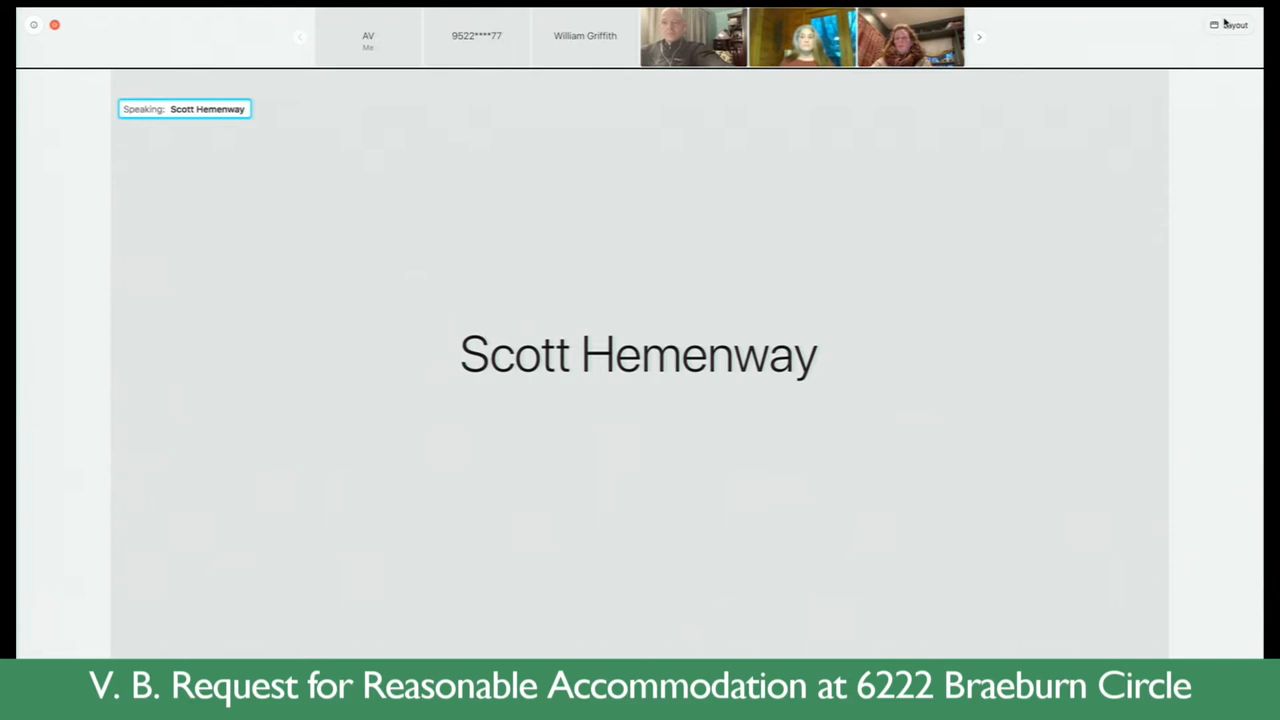 AV
Me
9522****77
William Griffith
Layout
Speaking: Scott Hemenway
Scott Hemenway
V. B. Request for Reasonable Accommodation at 6222 Braeburn Circle